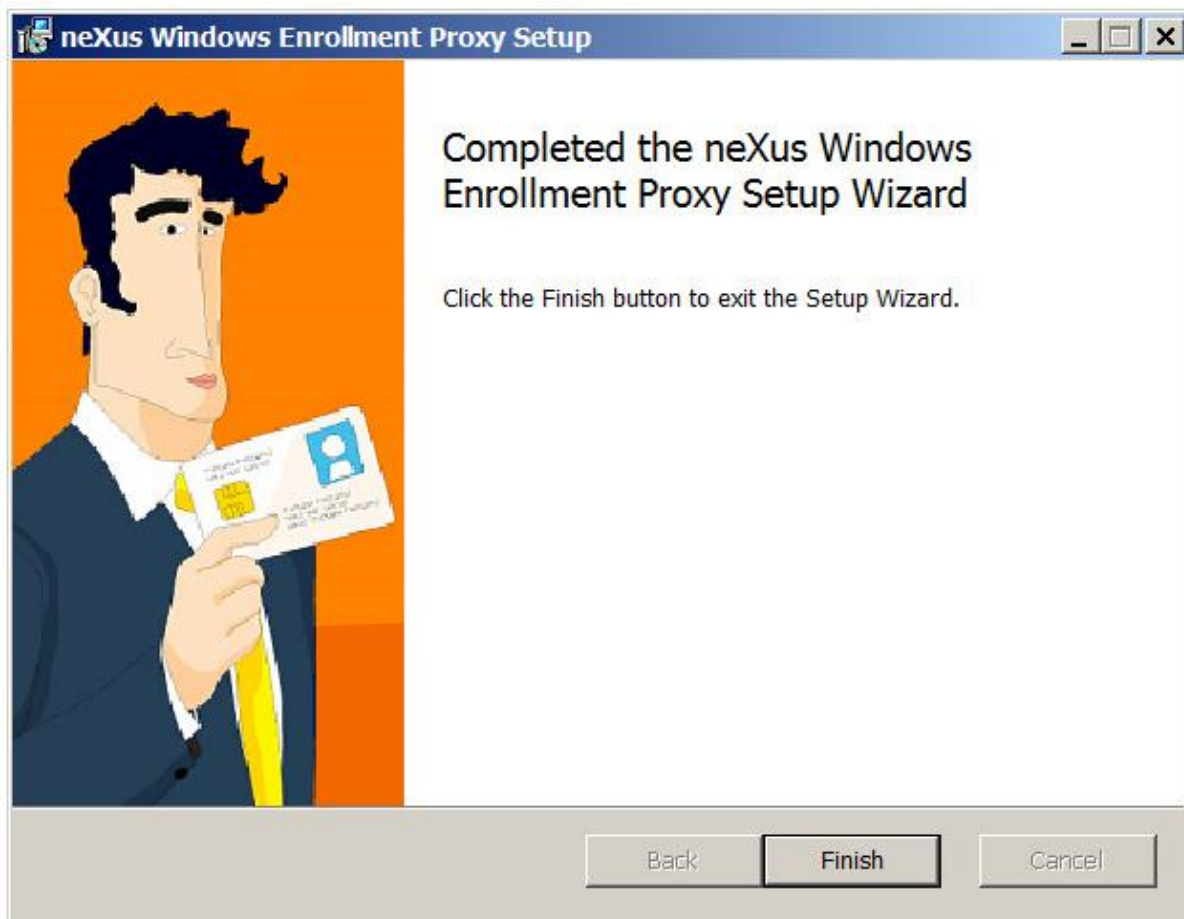 neXus Windows Enrollment Proxy Setup
Completed the neXus Windows
Enrollment Proxy Setup Wizard
Click the Finish button to exit the Setup Wizard.
Back
Finish
Cancel